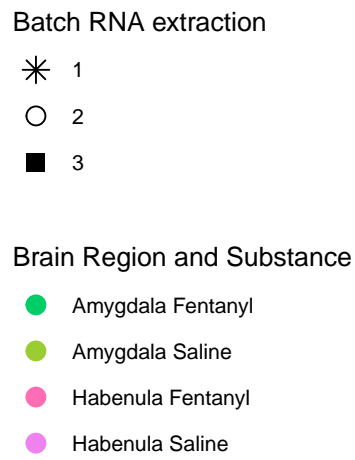 Batch RNA extraction
1
2
3
Brain Region and Substance
Amygdala Fentanyl
Amygdala Saline
Habenula Fentanyl
Habenula Saline